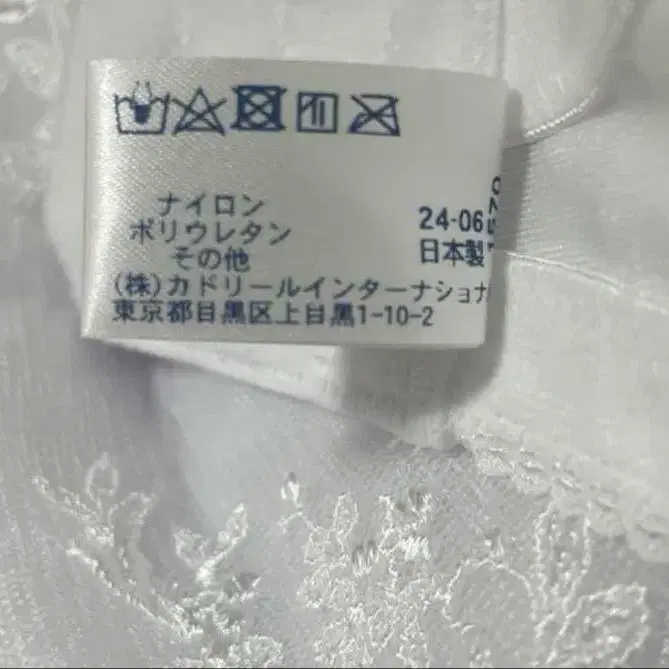 ナイロン
ポリウレタン
その他
24-06
日本製
(株)カドリールインターナショナ
東京都目黒区上目黒1-10-2